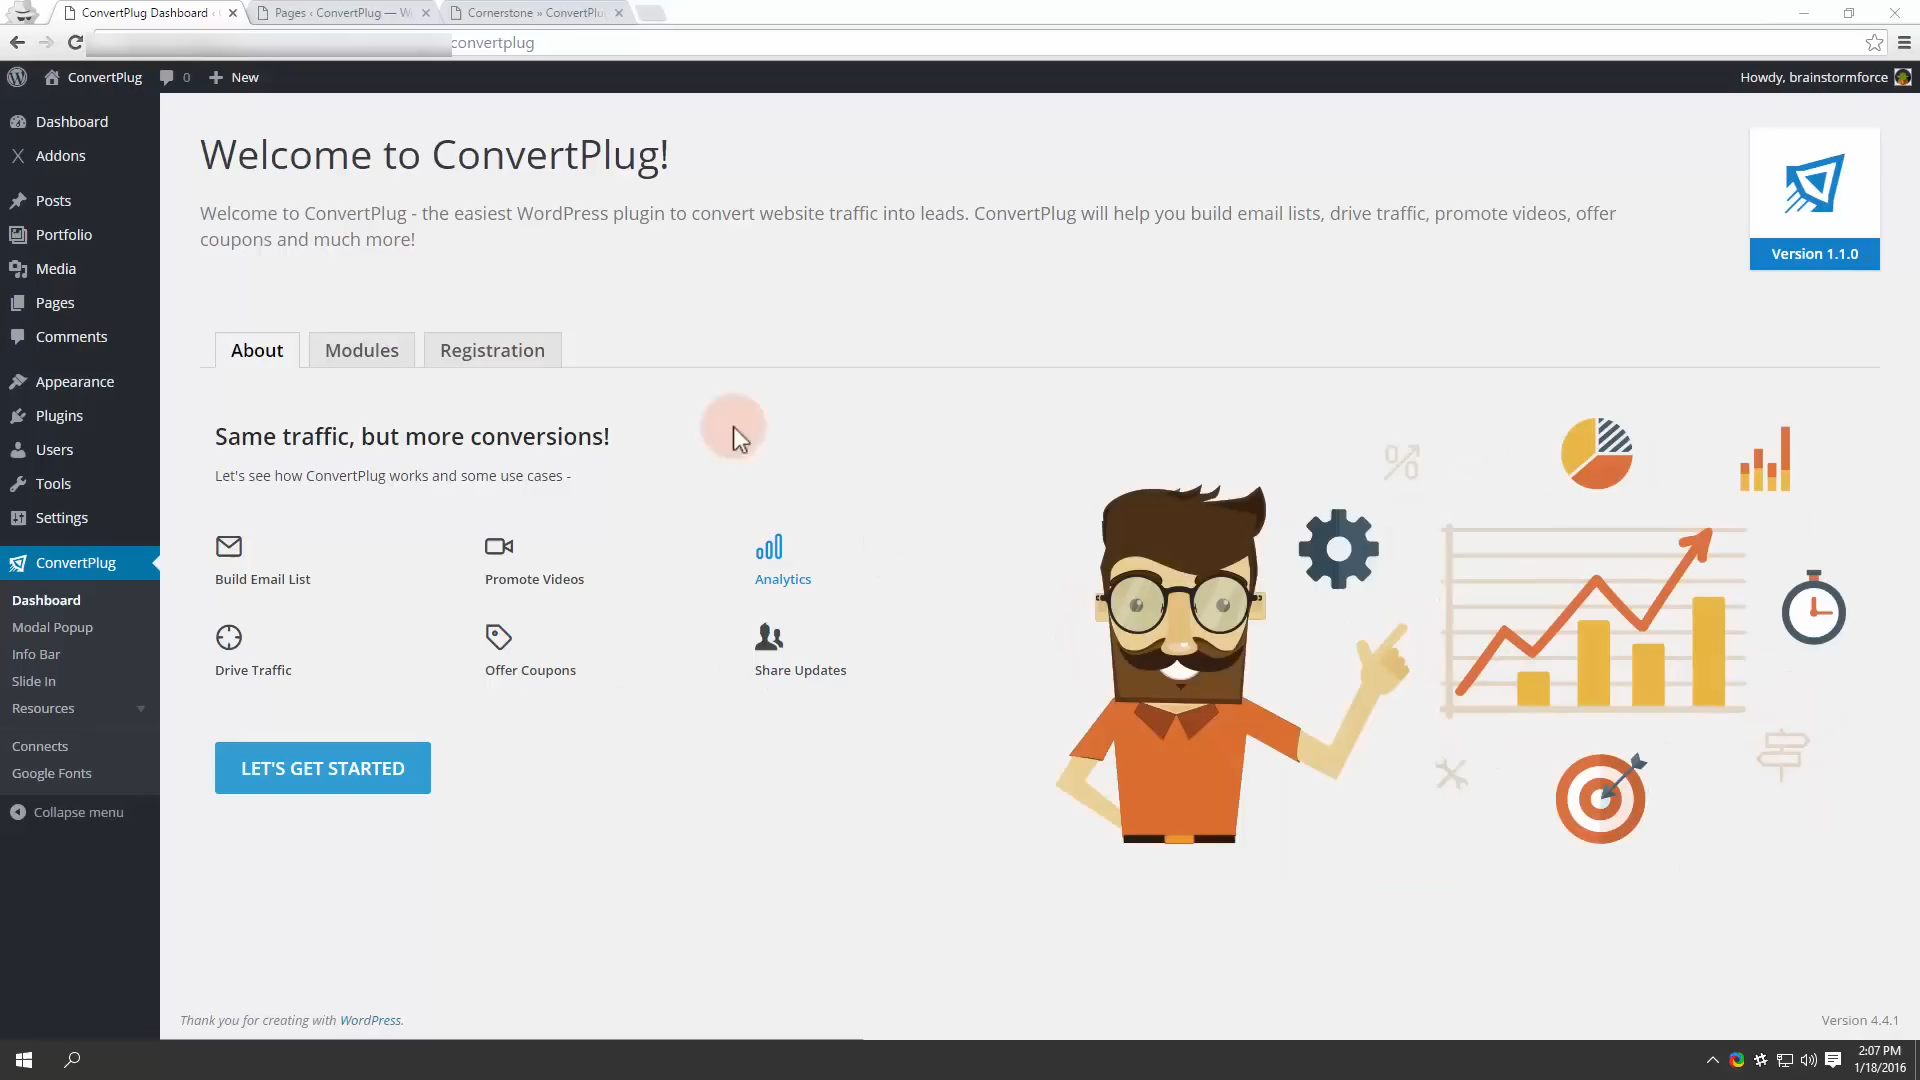 ConvertPlug Dashboard ‹
Pages ‹ ConvertPlug — W
Cornerstone » ConvertPlu
convertplug
ConvertPlug
0
New
Howdy, brainstormforce
Dashboard
Addons
Posts
Portfolio
Media
Pages
Comments
Appearance
Plugins
Users
Tools
Settings
ConvertPlug
Dashboard
Modal Popup
Info Bar
Slide In
Resources
Connects
Google Fonts
Collapse menu
Welcome to ConvertPlug!
Welcome to ConvertPlug - the easiest WordPress plugin to convert website traffic into leads. ConvertPlug will help you build email lists, drive traffic, promote videos, offer
coupons and much more!
Version 1.1.0
About
Modules
Registration
Same traffic, but more conversions!
Let's see how ConvertPlug works and some use cases -
Build Email List
Promote Videos
Analytics
Drive Traffic
Offer Coupons
Share Updates
LET'S GET STARTED
%
Thank you for creating with WordPress.
Version 4.4.1
2:07 PM
1/18/2016